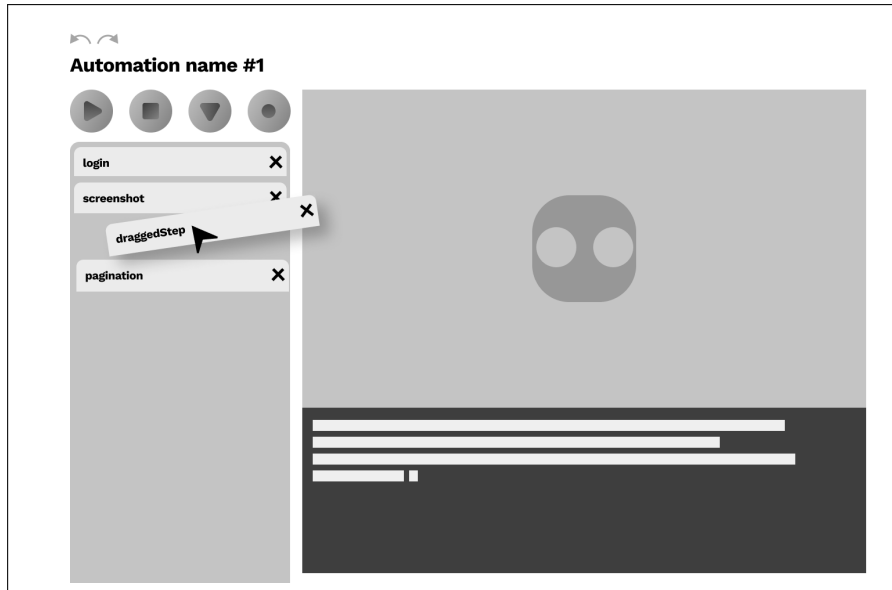 Automation name #1
login
screenshot
draggedStep
pagination